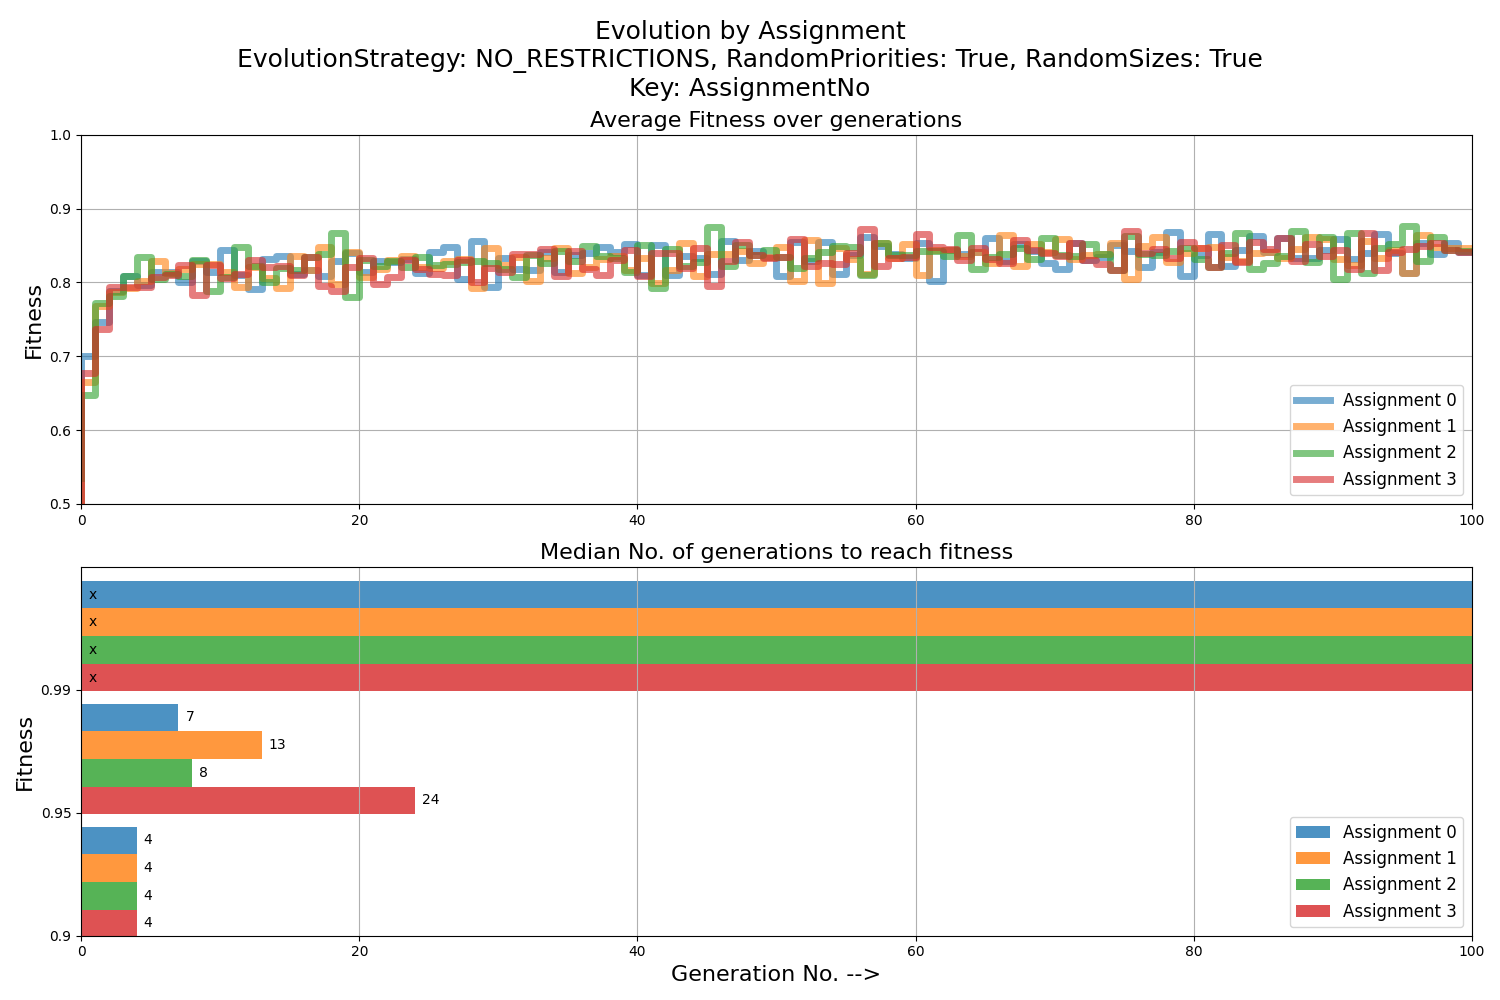 Evolution by Assignment
EvolutionStrategy: NO_RESTRICTIONS, RandomPriorities: True, RandomSizes: True
Key: AssignmentNo
Average Fitness over generations
Fitness
1.0
0.9
0.8
0.7
0.6
0.5
0 20 40 60 80 100
Assignment 0
Assignment 1
Assignment 2
Assignment 3
Median No. of generations to reach fitness
Fitness
x
x
x
x
0.99
7
13
8
24
0.95
4
4
4
4
0.9
Assignment 0
Assignment 1
Assignment 2
Assignment 3
0 20 40 60 80 100
Generation No. -->